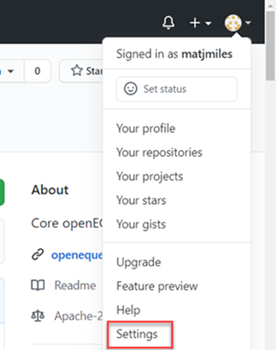 Signed in as matjmiles
0
Star
Set status
Your profile
Your repositories
Your projects
Your stars
Your gists
About
Core openEQ
openeque
Upgrade
Readme
Feature preview
Apache-2
Help
Settings